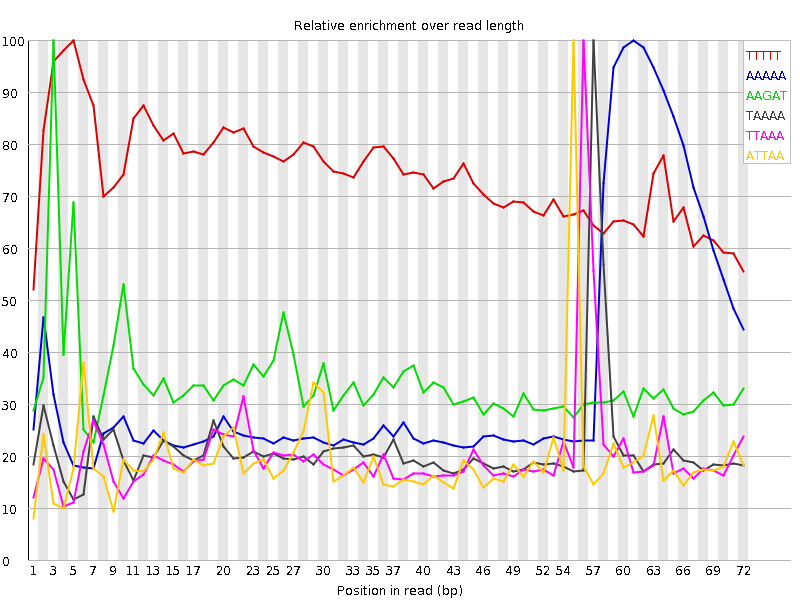 Relative enrichment over read length
100
90
80
70
60
50
40
30
20
10
0
TTTTT
AAAAA
AAGAT
TAAAA
TTAAA
ATTAA
1 3 5 7 9 11 13 15 17 20 23 25 27 30 33 35 37 40 43 46 49 52 54 57 60 63 66 69 72
Position in read (bp)